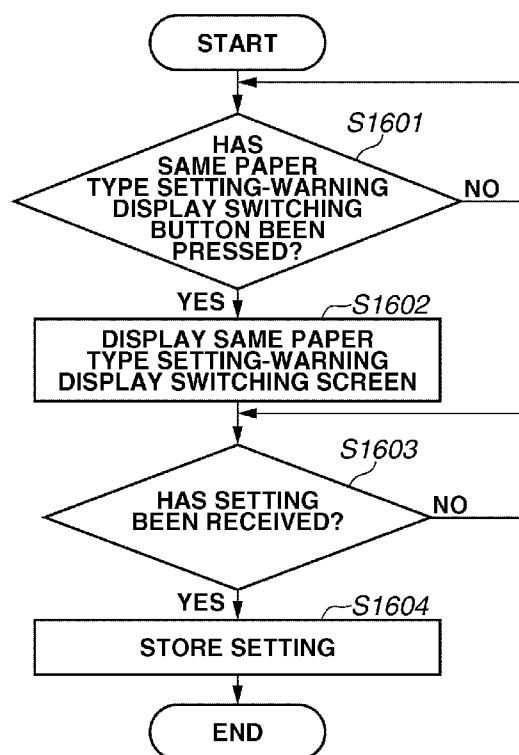 START
S1601
HAS
SAME PAPER
TYPE SETTING-WARNING
DISPLAY SWITCHING
BUTTON BEEN
PRESSED?
NO
YES
S1602
DISPLAY SAME PAPER
TYPE SETTING-WARNING
DISPLAY SWITCHING SCREEN
S1603
HAS SETTING
BEEN RECEIVED?
NO
YES
S1604
STORE SETTING
END